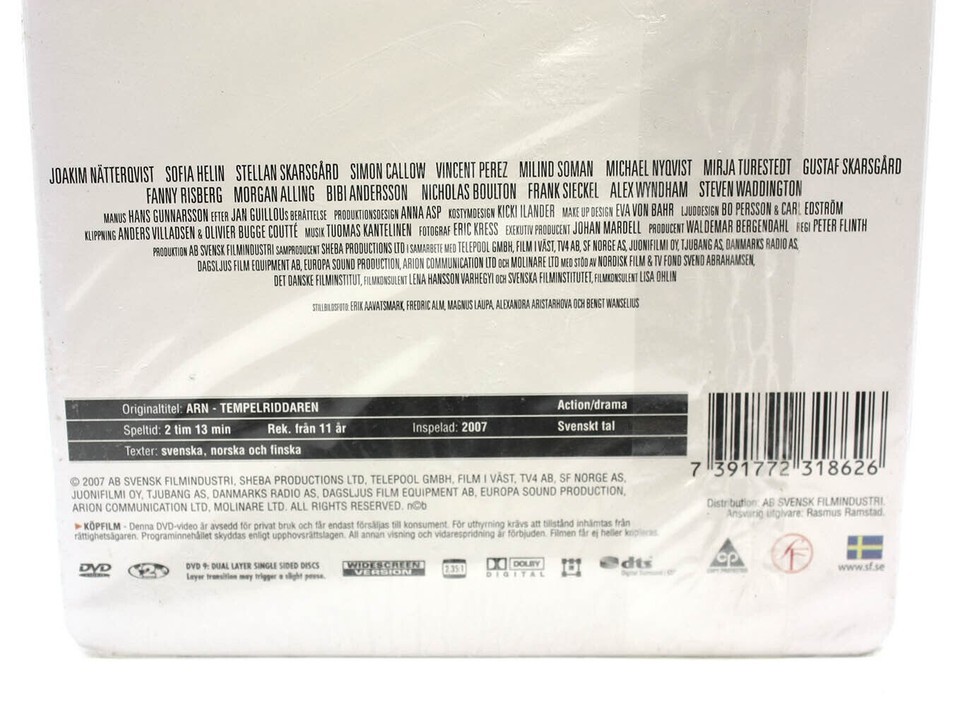 JOAKIM NÄTTERQVIST SOFIA HELIN STELLAN SKARSGÅRD SIMON CALLOW VINCENT PEREZ MILIND SOMAN MICHAEL NYQVIST MIRJA TURESTEDT GUSTAF SKARSGÅRD
FANNY RISBERG MORGAN ALLING BIBI ANDERSSON NICHOLAS BOULTON FRANK SIECKEL ALEX WYNDHAM STEVEN WADDINGTON
MANUS HANS GUNNARSSON EFTER JAN GUILLOUS BERÄTTELSE PRODUKTIONSDESIGN ANNA ASP KOSTYMDESIGN KICKI ILANDER MAKE UP DESIGN EVA VON BAHR LJUDDESIGN BO PERSSON & CARL EDSTRÖM
KLIPPNING ANDERS VILLADSEN & OLIVIER BUGGE COUTTÉ MUSIK TUOMAS KANTELINEN FOTOGRAF ERIC KRESS EXEKUTIV PRODUCENT JOHAN MARDELL PRODUCENT WALDEMAR BERGENDAHL REGI PETER FLINTH
PRODUKTION AB SVENSK FILMINDUSTRI SAMPRODUCENT SHEBA PRODUCTIONS LTD I SAMARBETE MED TELEPOOL GMBH, FILM I VÄST, TV4 AB, SF NORGE AS, JUONIFILMI OY, TJUBANG AS, DANMARKS RADIO AS,
DAGSLJUS FILM EQUIPMENT AB, EUROPA SOUND PRODUCTION, ARION COMMUNICATION LTD OCH MOLINARE LTD MED STÖD AV NORDISK FILM & TV FOND SVEND ABRAHAMSEN,
DET DANSKE FILMINSTITUT, FILMKONSULENT LENA HANSSON VARHEGYI OCH SVENSKA FILMINSTITUTET, FILMKONSULENT LISA OHLIN
STILLBILDSFOTO: ERIK AAVATSMARK, FREDRIC ALM, MAGNUS LAUPA, ALEXANDRA ARISTARHOVA OCH BENGT WANSELIUS
Originaltitel: ARN - TEMPELRIDDAREN Action/drama
Speltid: 2 tim 13 min Rek. från 11 år Inspelad: 2007 Svenskt tal
Texter: svenska, norska och finska
7 391772 318626
© 2007 AB SVENSK FILMINDUSTRI, SHEBA PRODUCTIONS LTD, TELEPOOL GMBH, FILM I VÄST, TV4 AB, SF NORGE AS,
JUONIFILMI OY, TJUBANG AS, DANMARKS RADIO AS, DAGSLJUS FILM EQUIPMENT AB, EUROPA SOUND PRODUCTION,
ARION COMMUNICATION LTD, MOLINARE LTD. ALL RIGHTS RESERVED. n©b
Distribution: AB SVENSK FILMINDUSTRI.
Ansvarig utgivare: Rasmus Ramstad.
►KÖPFILM - Denna DVD-video är avsedd för privat bruk och får endast försäljas till konsument. För uthyrning krävs att tillstånd inhämtas från
rättighetsägaren. Programinnehållet skyddas enligt upphovsrättslagen. All annan visning och vidarespridning är förbjuden. Filmen får ej heller kopieras.
DVD VIDEO 2 DVD 9: DUAL LAYER SINGLE SIDED DISCS WIDESCREEN VERSION 2.35:1 DOLBY DIGITAL dts CP SF
Layer transition may trigger a slight pause. Digital Surround COPY PROTECTED www.sf.se